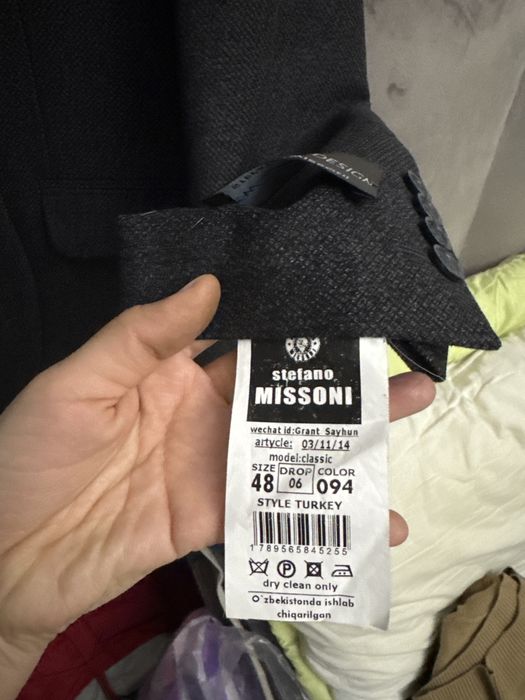 DESIGN
stefano
MISSONI
wechat id:Grant Sayhun
artycle: 03/11/14
model:classic
SIZE DROP COLOR
48 06 094
STYLE TURKEY
1789565845255
dry clean only
O`zbekistonda ishlab
chiqarilgan